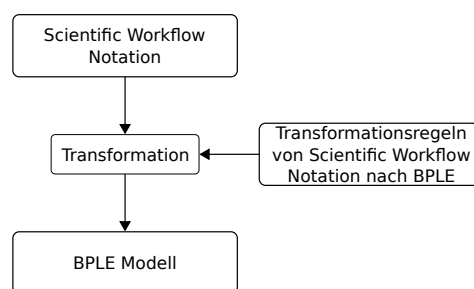 Scientific Workflow
Notation
Transformation
Transformationsregeln
von Scientific Workflow
Notation nach BPLE
BPLE Modell